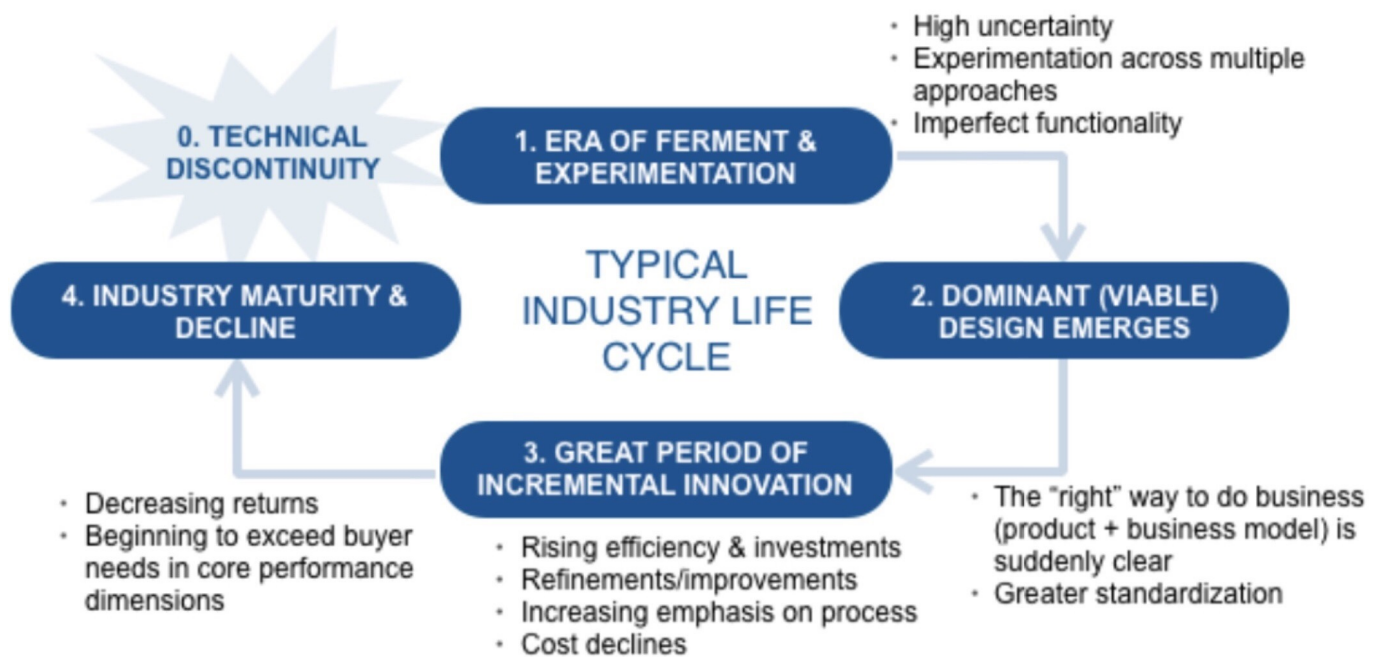 · High uncertainty
· Experimentation across multiple
approaches
· Imperfect functionality
0. TECHNICAL
DISCONTINUITY
1. ERA OF FERMENT &
EXPERIMENTATION
TYPICAL
INDUSTRY LIFE
CYCLE
2. DOMINANT (VIABLE)
DESIGN EMERGES
· The “right” way to do business
(product + business model) is
suddenly clear
· Greater standardization
3. GREAT PERIOD OF
INCREMENTAL INNOVATION
· Rising efficiency & investments
· Refinements/improvements
· Increasing emphasis on process
· Cost declines
4. INDUSTRY MATURITY &
DECLINE
· Decreasing returns
· Beginning to exceed buyer
needs in core performance
dimensions